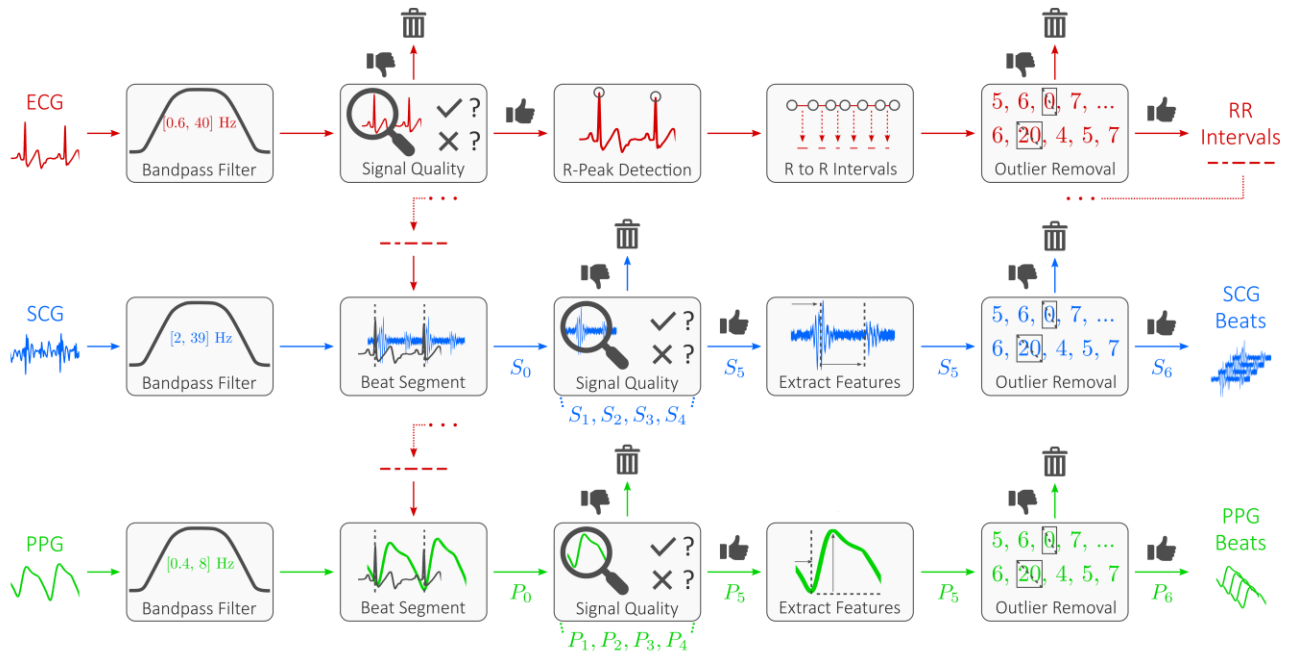 ECG
[0.6, 40] Hz
Bandpass Filter
? ?
Signal Quality
R-Peak Detection
R to R Intervals
5, 6, 0, 7, ...
6, 20, 4, 5, 7
Outlier Removal
RR
Intervals
SCG
[2, 39] Hz
Bandpass Filter
Beat Segment
S₀
? ?
Signal Quality
S₁, S₂, S₃, S₄
S₅
Extract Features
S₅
5, 6, 0, 7, ...
6, 20, 4, 5, 7
Outlier Removal
S₆
SCG
Beats
PPG
[0.4, 8] Hz
Bandpass Filter
Beat Segment
P₀
? ?
Signal Quality
P₁, P₂, P₃, P₄
P₅
Extract Features
P₅
5, 6, 0, 7, ...
6, 20, 4, 5, 7
Outlier Removal
P₆
PPG
Beats